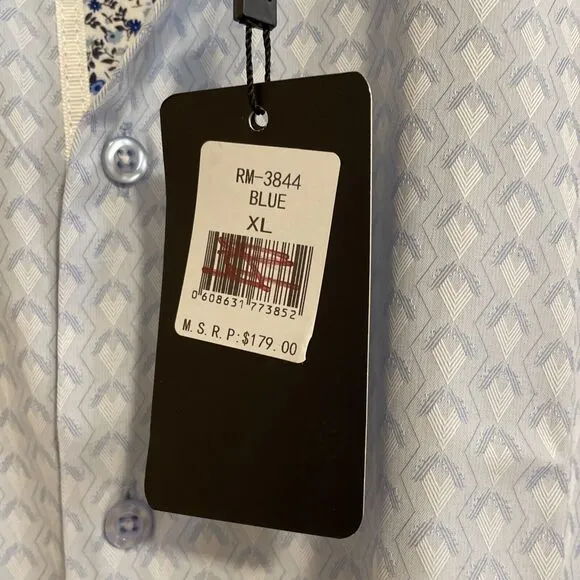 RM-3844
BLUE
XL
0 608631 773852
M.S.R.P:$179.00